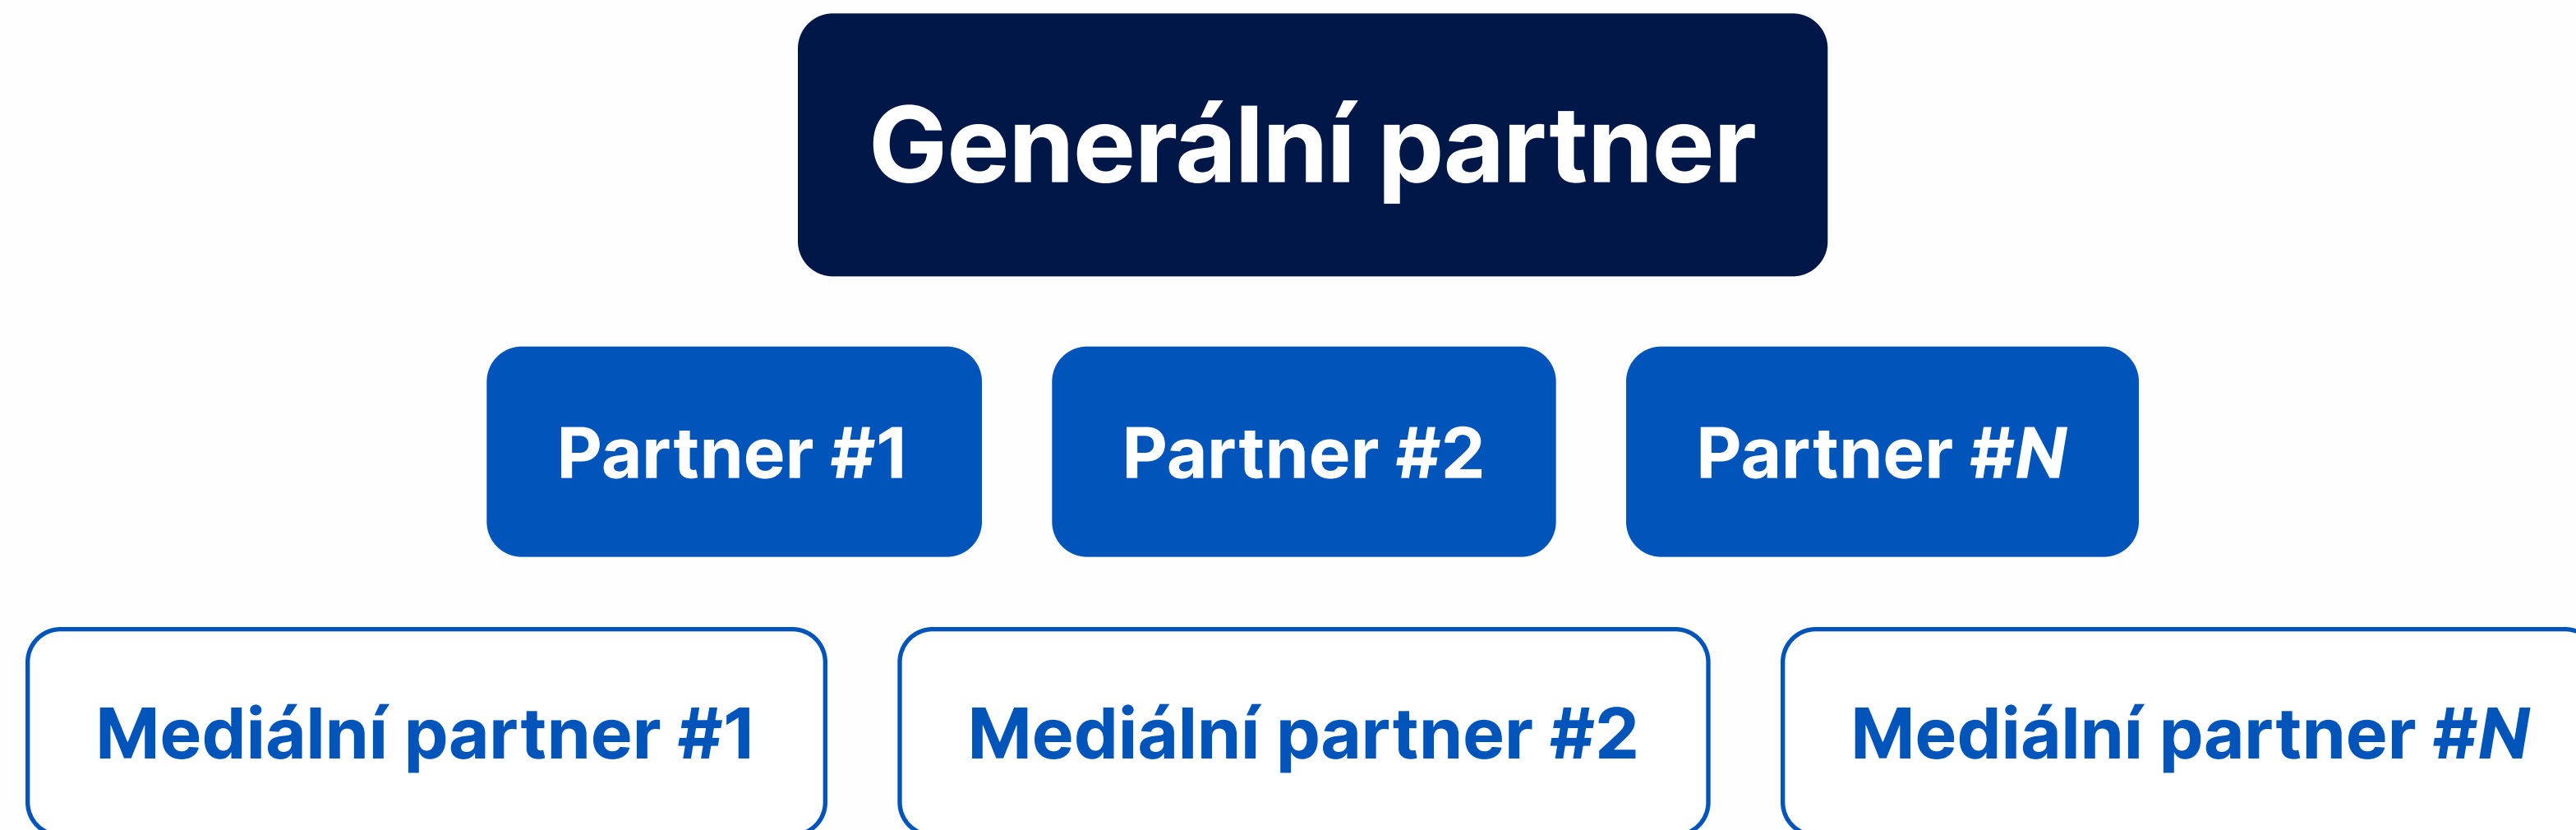 Generální partner
Partner #1 Partner #2 Partner #N
Mediální partner #1 Mediální partner #2 Mediální partner #N